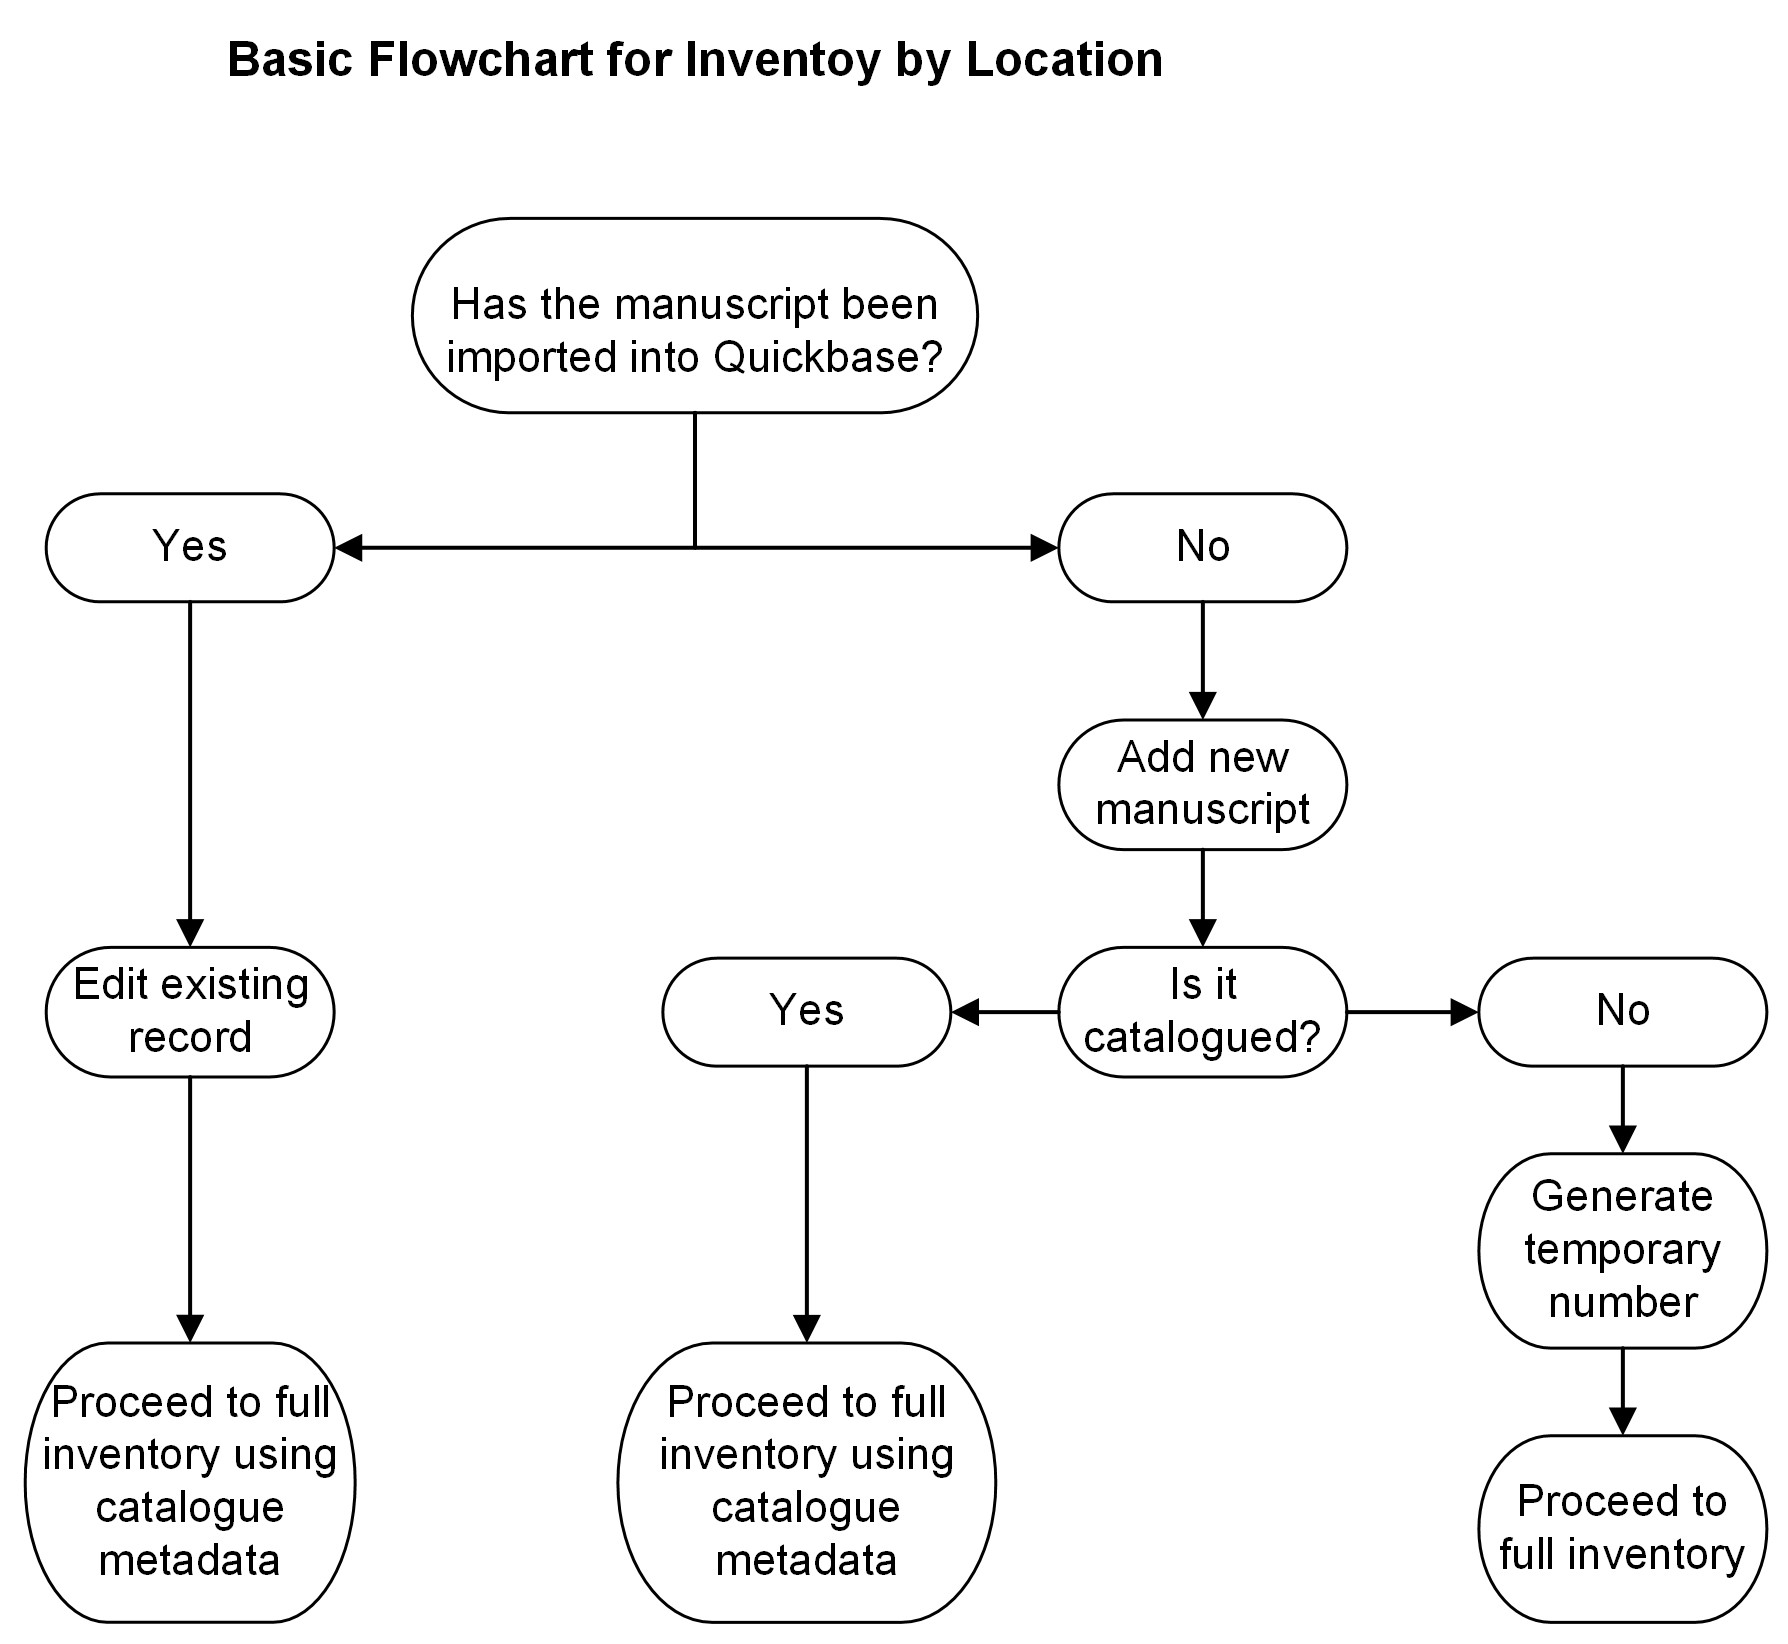 Basic Flowchart for Inventoy by Location
Has the manuscript been
imported into Quickbase?
Yes
No
Add new
manuscript
Edit existing
record
Yes
Is it
catalogued?
No
Generate
temporary
number
Proceed to full
inventory using
catalogue
metadata
Proceed to full
inventory using
catalogue
metadata
Proceed to
full inventory